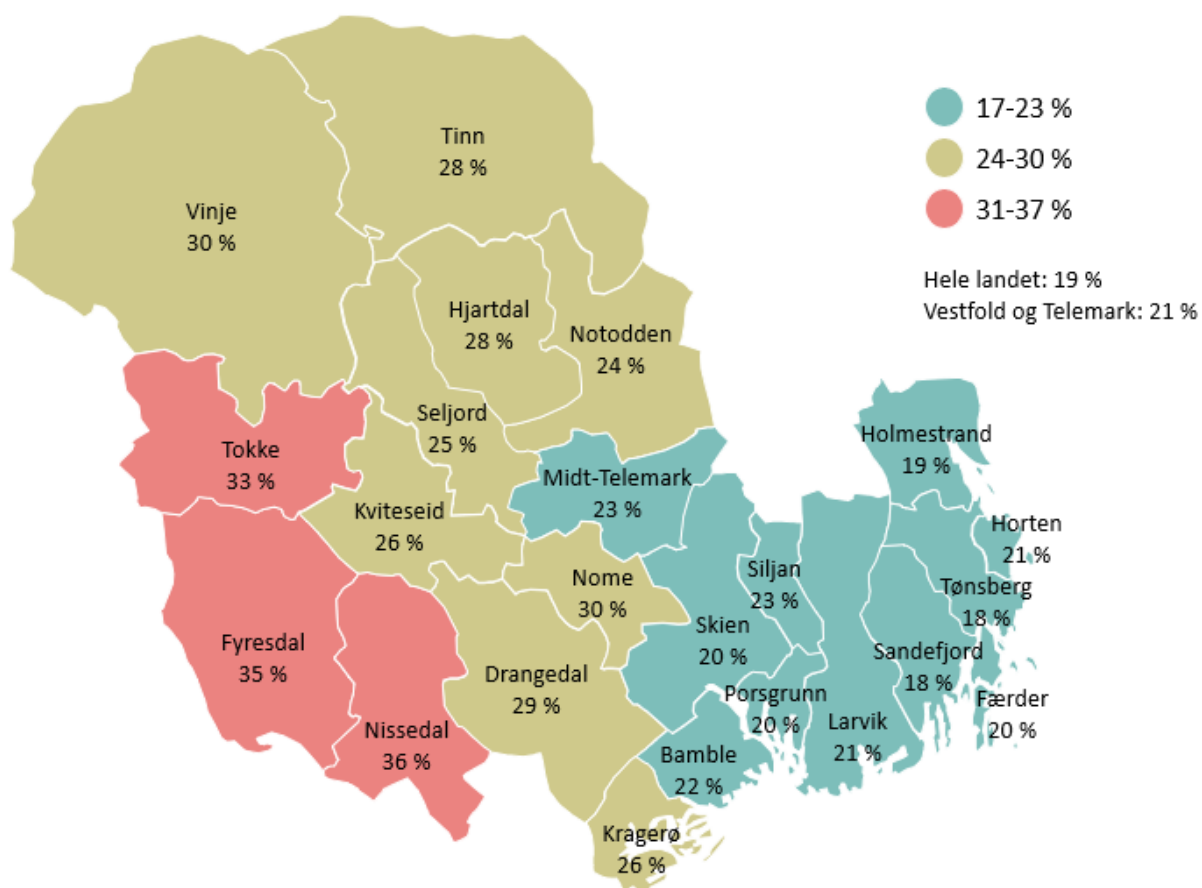 17-23 %
24-30 %
31-37 %
Hele landet: 19 %
Vestfold og Telemark: 21 %
Tinn
28 %
Vinje
30 %
Hjartdal
28 %
Notodden
24 %
Seljord
25 %
Tokke
33 %
Holmestrand
19 %
Midt-Telemark
23 %
Kviteseid
26 %
Horten
21 %
Nome
30 %
Siljan
23 %
Tønsberg
18 %
Skien
20 %
Fyresdal
35 %
Sandefjord
18 %
Drangedal
29 %
Porsgrunn
20 %
Færder
20 %
Nissedal
36 %
Larvik
21 %
Bamble
22 %
Kragerø
26 %